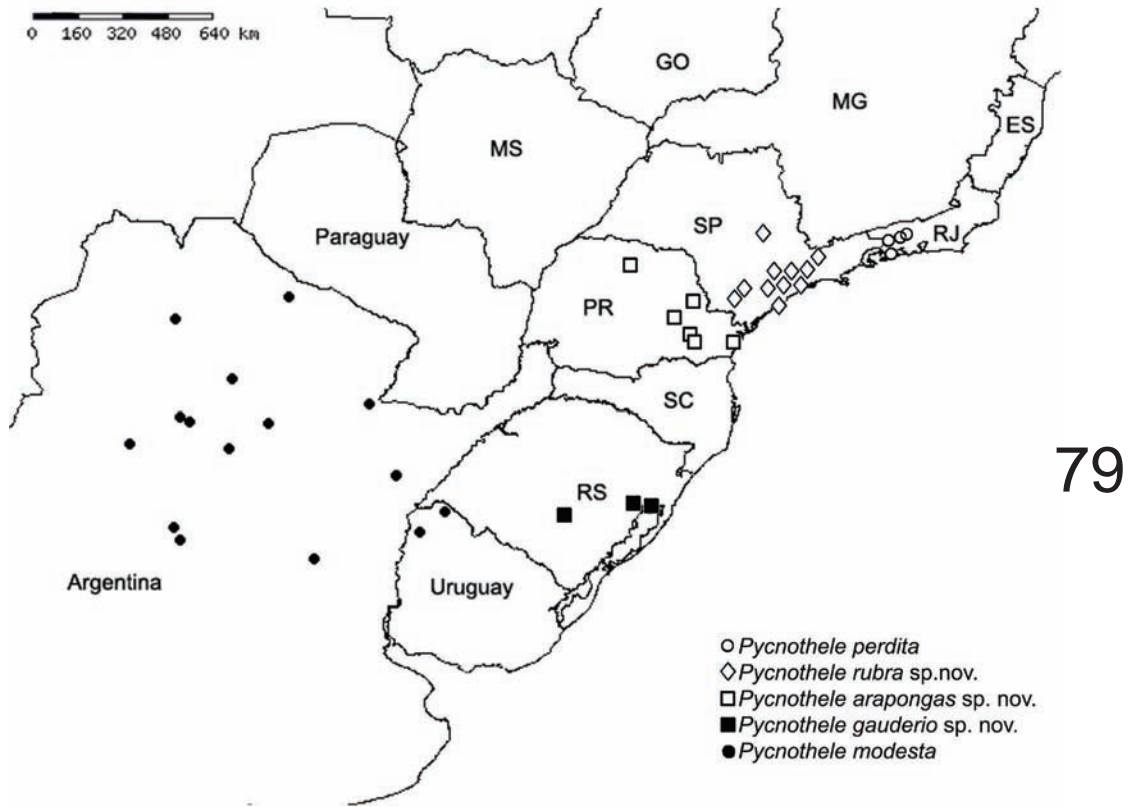 0 160 320 480 640 km
GO
MG
ES
MS
SP
RJ
Paraguay
PR
SC
79
RS
Argentina
Uruguay
Pycnothele perdita
Pycnothele rubra sp.nov.
Pycnothele arapongas sp. nov.
Pycnothele gauderio sp. nov.
Pycnothele modesta